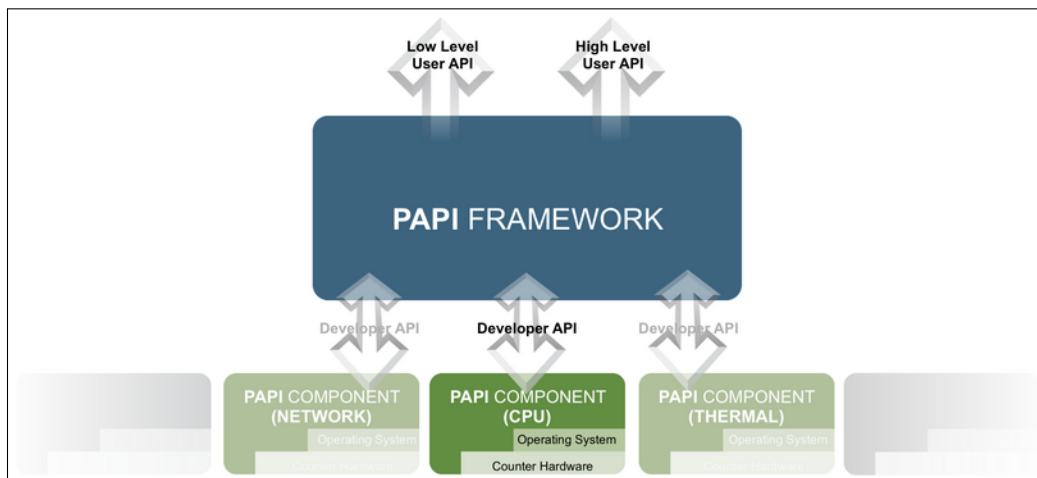 Low Level
User API
High Level
User API
PAPI FRAMEWORK
Developer API
Developer API
Developer API
PAPI COMPONENT
(NETWORK)
Operating System
Counter Hardware
PAPI COMPONENT
(CPU)
Operating System
Counter Hardware
PAPI COMPONENT
(THERMAL)
Operating System
Counter Hardware